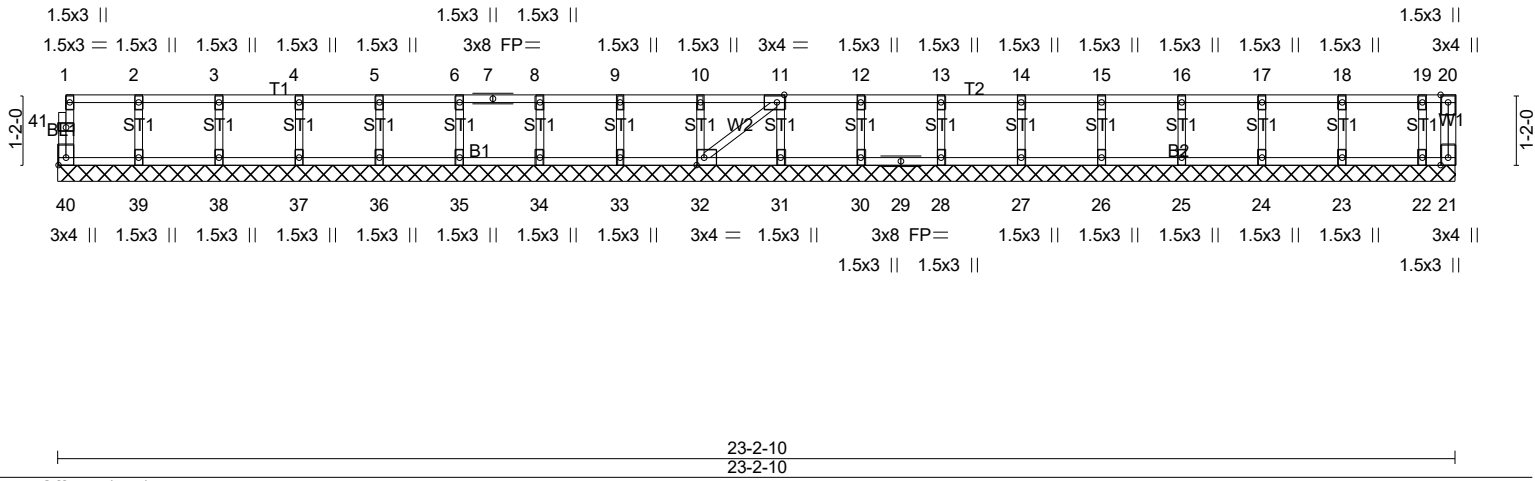 1.5x3 || 1.5x3 || 1.5x3 || 1.5x3 ||
1.5x3 = 1.5x3 || 1.5x3 || 1.5x3 || 1.5x3 || 3x8 FP= 1.5x3 || 1.5x3 || 3x4 = 1.5x3 || 1.5x3 || 1.5x3 || 1.5x3 || 1.5x3 || 1.5x3 || 1.5x3 || 3x4 ||
1 2 3 4 5 6 7 8 9 10 11 12 13 14 15 16 17 18 19 20
T1 T2
1-2-0 41 ST1 ST1 ST1 ST1 ST1 ST1 ST1 ST1 W2 ST1 ST1 ST1 ST1 ST1 ST1 ST1 ST1 ST1 W1 1-2-0
B1 B2
40 39 38 37 36 35 34 33 32 31 30 29 28 27 26 25 24 23 22 21
3x4 || 1.5x3 || 1.5x3 || 1.5x3 || 1.5x3 || 1.5x3 || 1.5x3 || 1.5x3 || 3x4 = 1.5x3 || 3x8 FP= 1.5x3 || 1.5x3 || 1.5x3 || 1.5x3 || 1.5x3 || 3x4 ||
1.5x3 || 1.5x3 || 1.5x3 ||
23-2-10
23-2-10